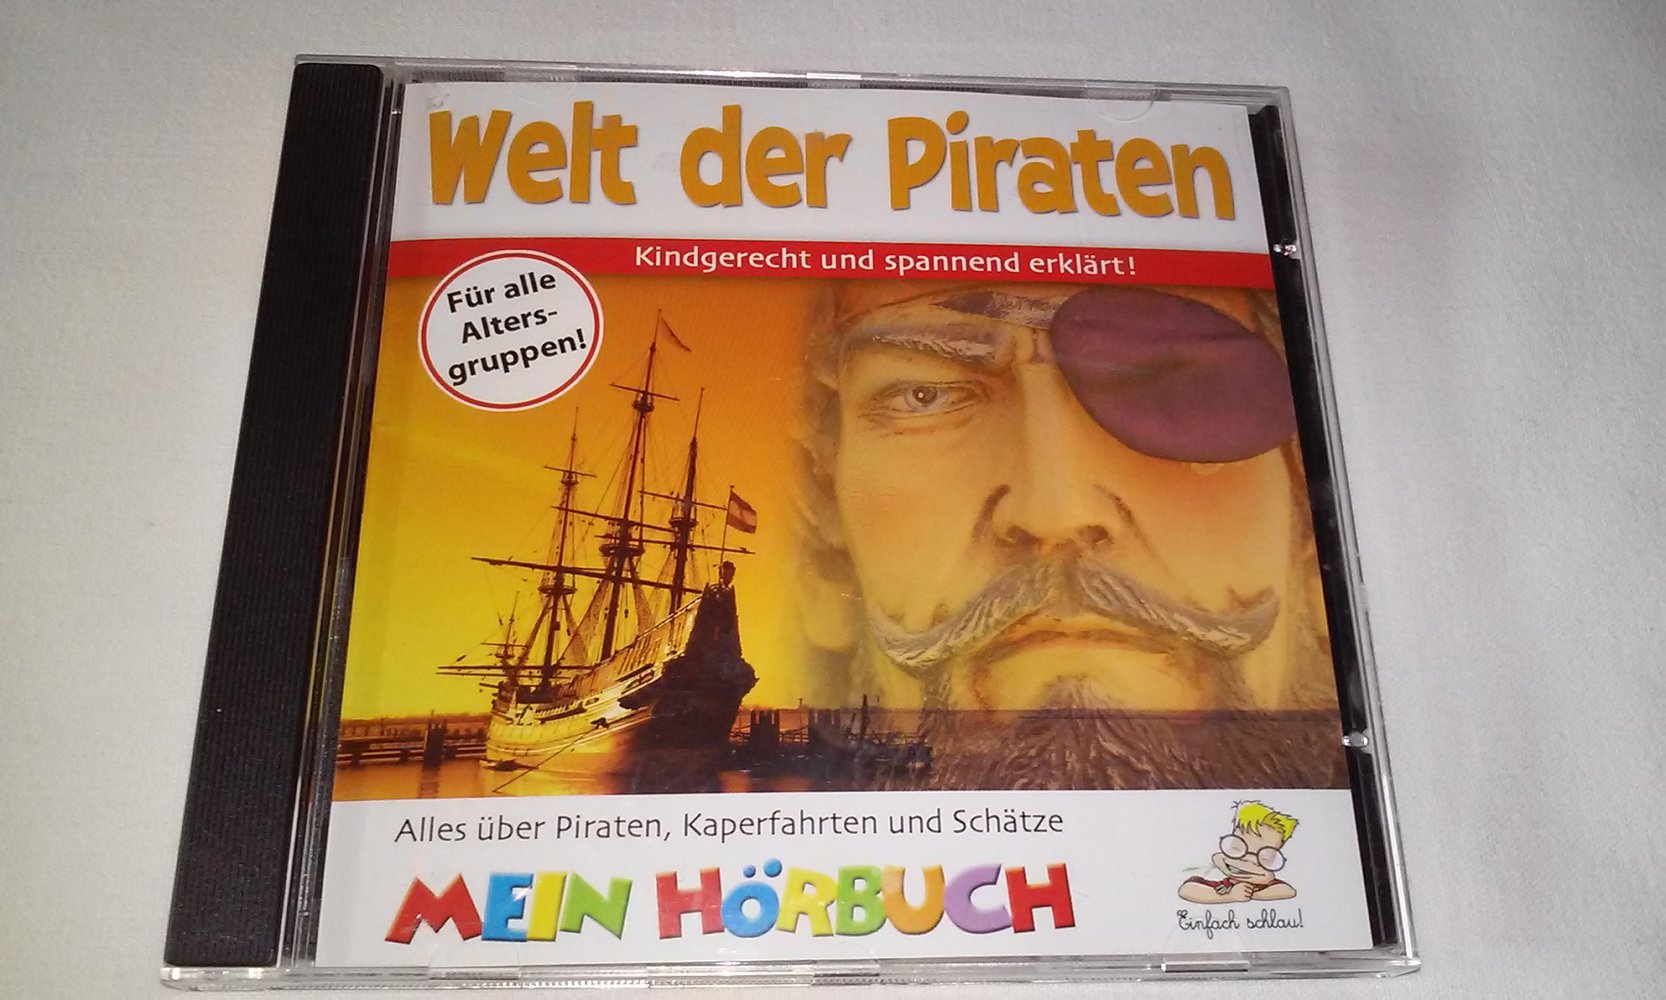 Welt der Piraten
Kindgerecht und spannend erklärt!
Für alle
Alters-
gruppen!
Alles über Piraten, Kaperfahrten und Schätze
MEIN HÖRBUCH
Einfach schlau!